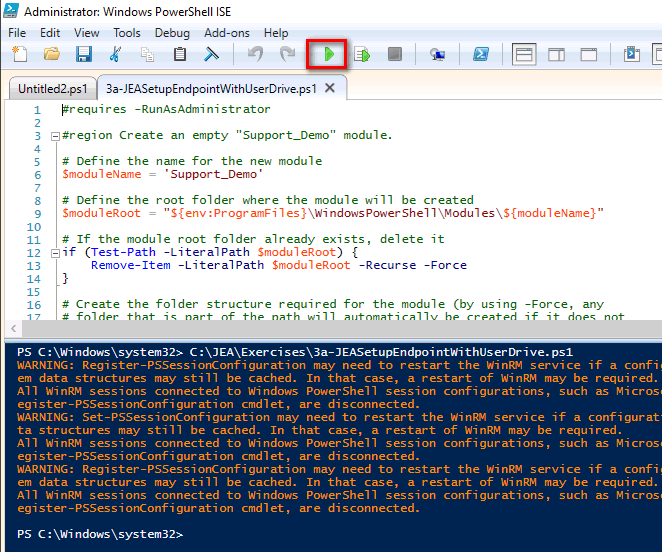 Administrator: Windows PowerShell ISE
File Edit View Tools Debug Add-ons Help
Untitled2.ps1 3a-JEASetupEndpointWithUserDrive.ps1 X
1 #requires -RunAsAdministrator
2
3 #region Create an empty "Support_Demo" module.
4
5 # Define the name for the new module
6 $moduleName = 'Support_Demo'
7
8 # Define the root folder where the module will be created
9 $moduleRoot = "${env:ProgramFiles}\WindowsPowerShell\Modules\${moduleName}"
10
11 # If the module root folder already exists, delete it
12 if (Test-Path -LiteralPath $moduleRoot) {
13 Remove-Item -LiteralPath $moduleRoot -Recurse -Force
14 }
15
16 # Create the folder structure required for the module (by using -Force, any
17 # folder that is part of the path will automatically be created if it does not
PS C:\Windows\system32> C:\JEA\Exercises\3a-JEASetupEndpointWithUserDrive.ps1
WARNING: Register-PSSessionConfiguration may need to restart the WinRM service if a config
em data structures may still be cached. In that case, a restart of WinRM may be required.
All WinRM sessions connected to Windows PowerShell session configurations, such as Microso
egister-PSSessionConfiguration cmdlet, are disconnected.
WARNING: Set-PSSessionConfiguration may need to restart the WinRM service if a configurati
ta structures may still be cached. In that case, a restart of WinRM may be required.
All WinRM sessions connected to Windows PowerShell session configurations, such as Microso
egister-PSSessionConfiguration cmdlet, are disconnected.
WARNING: Register-PSSessionConfiguration may need to restart the WinRM service if a config
em data structures may still be cached. In that case, a restart of WinRM may be required.
All WinRM sessions connected to Windows PowerShell session configurations, such as Microso
egister-PSSessionConfiguration cmdlet, are disconnected.
PS C:\Windows\system32>